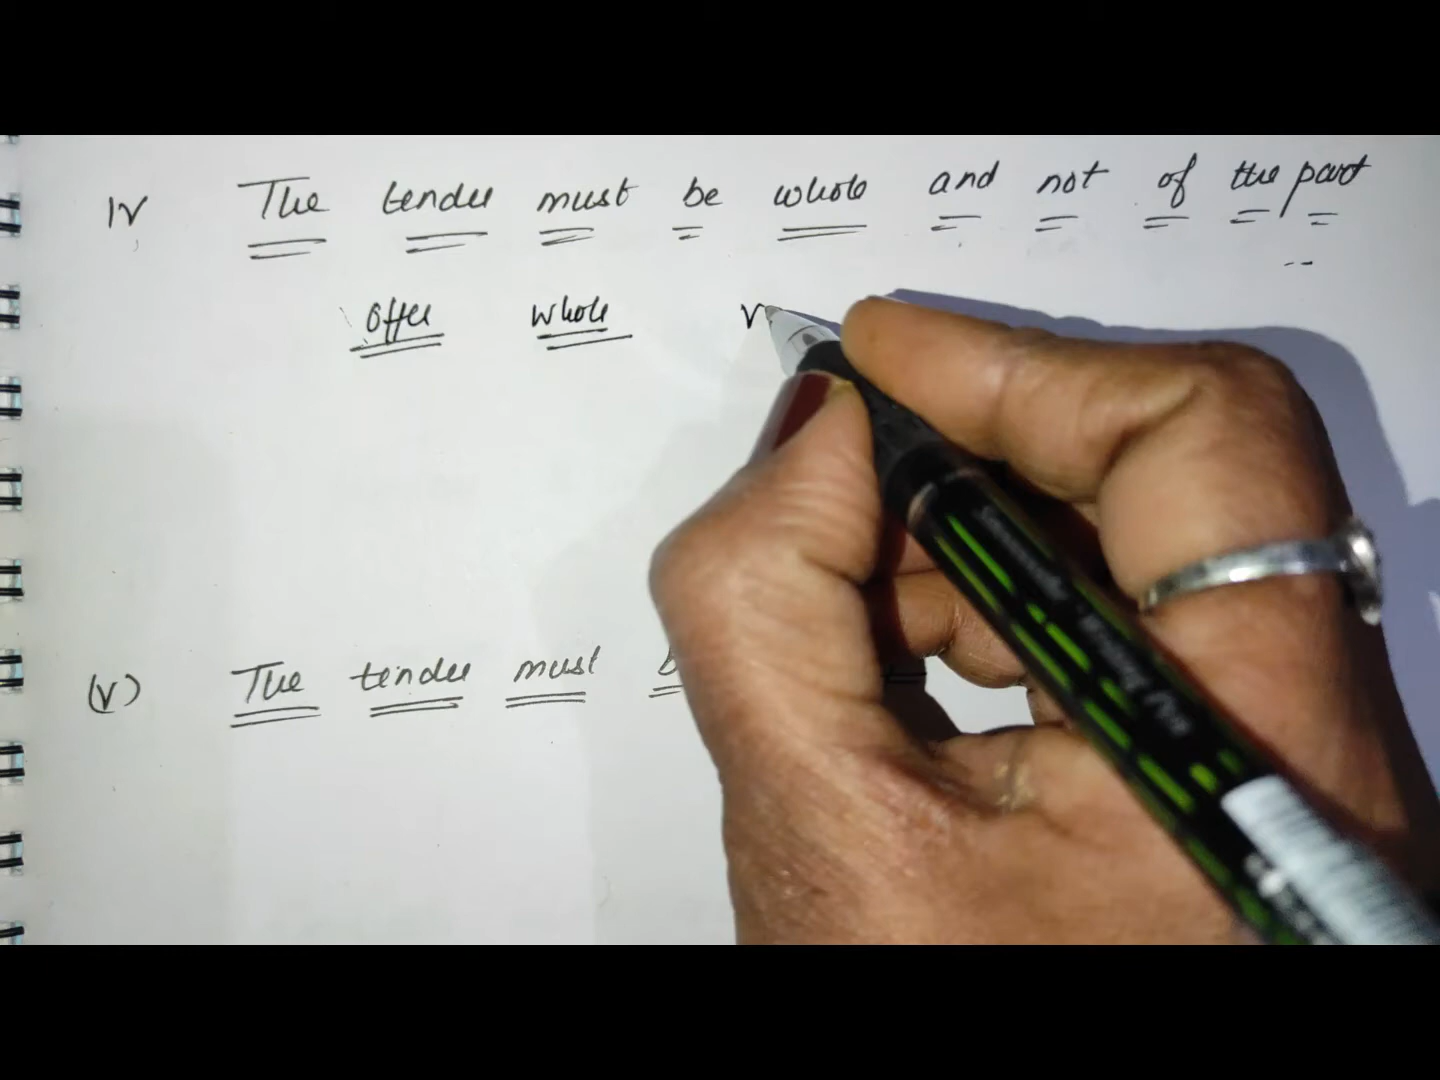 IV The tender must be whole and not of the part
Offer whole
(V) The tender must